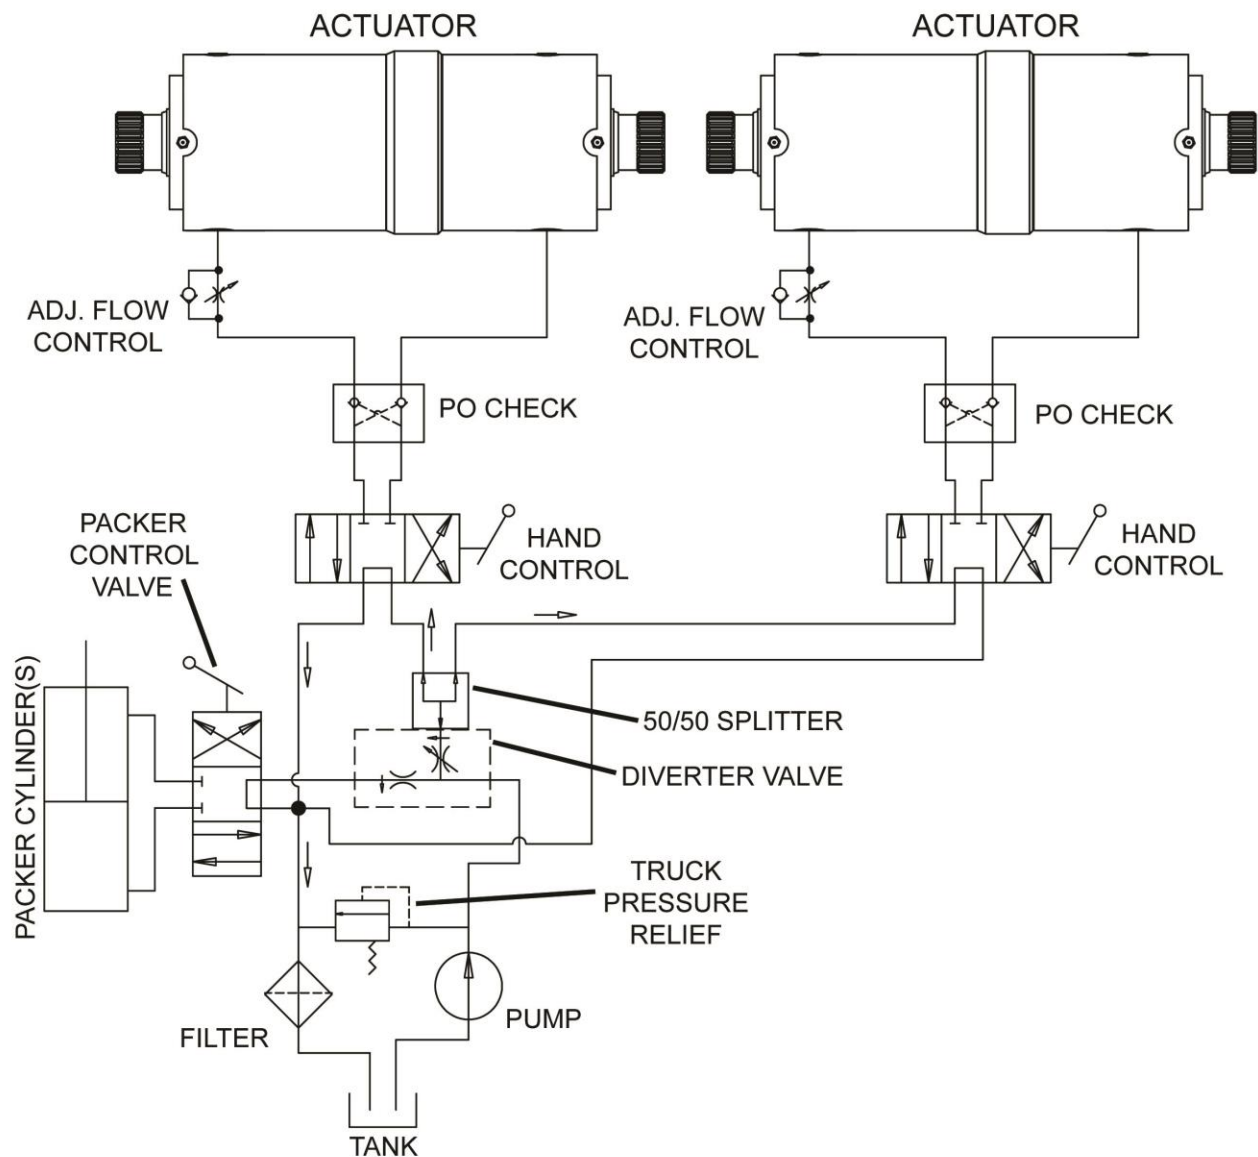 ACTUATOR
ACTUATOR
ADJ. FLOW
CONTROL
ADJ. FLOW
CONTROL
PO CHECK
PO CHECK
PACKER
CONTROL
VALVE
HAND
CONTROL
HAND
CONTROL
PACKER CYLINDER(S)
50/50 SPLITTER
DIVERTER VALVE
TRUCK
PRESSURE
RELIEF
FILTER
PUMP
TANK